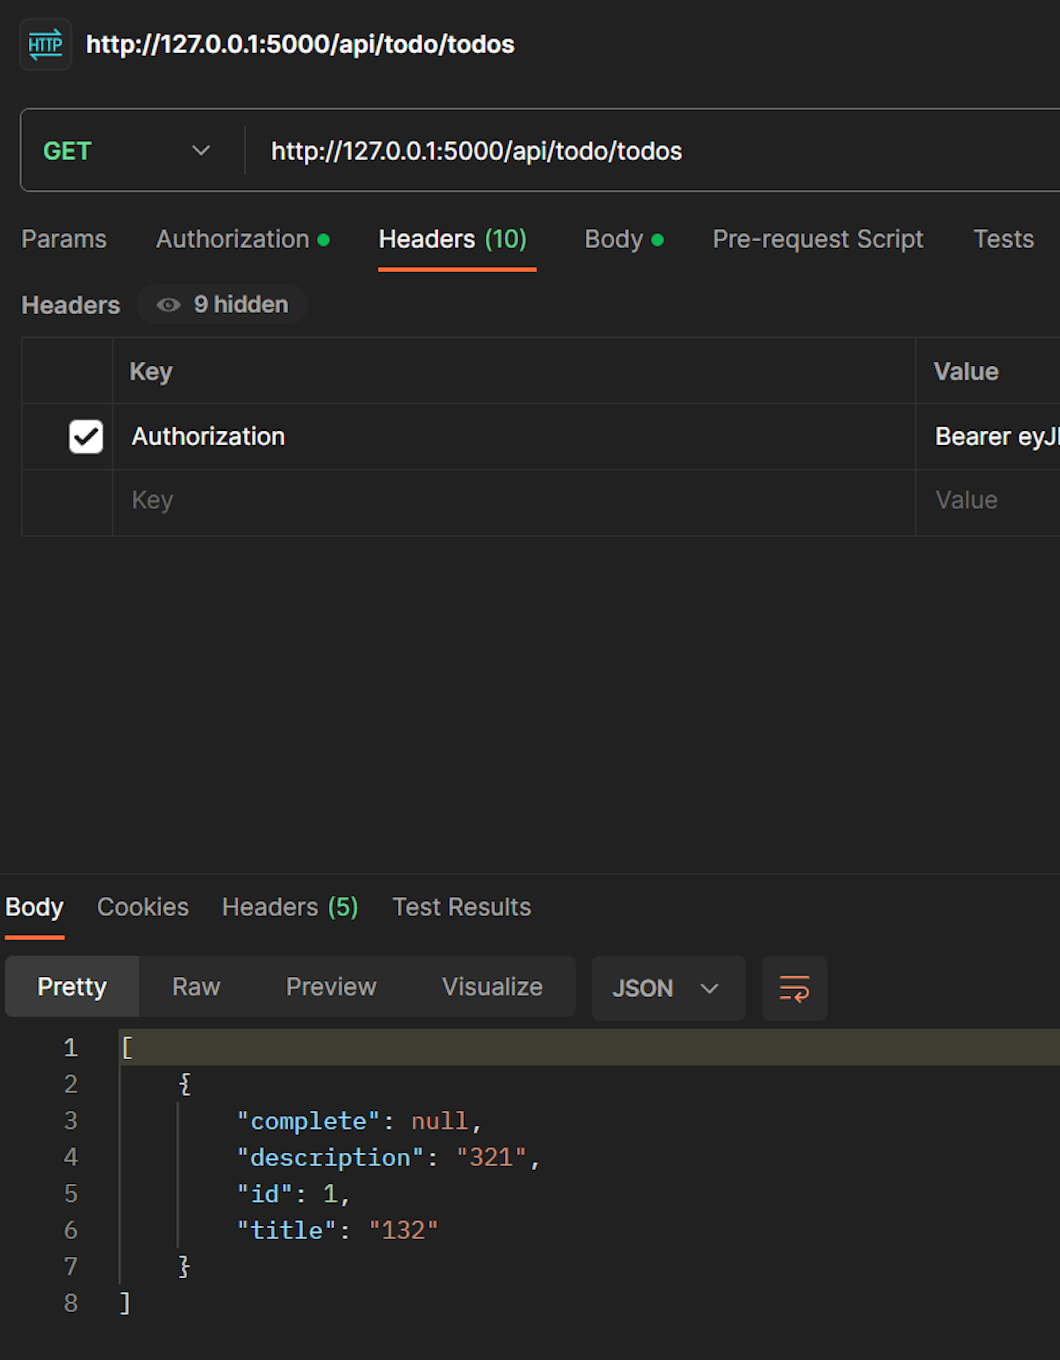 HTTP http://127.0.0.1:5000/api/todo/todos
GET http://127.0.0.1:5000/api/todo/todos
Params Authorization Headers (10) Body Pre-request Script Tests
Headers 9 hidden
Key Value
Authorization Bearer
Key Value
Body Cookies Headers (5) Test Results
Pretty Raw Preview Visualize JSON
1 [
2 {
3 "complete": null,
4 "description": "321",
5 "id": 1,
6 "title": "132"
7 }
8 ]